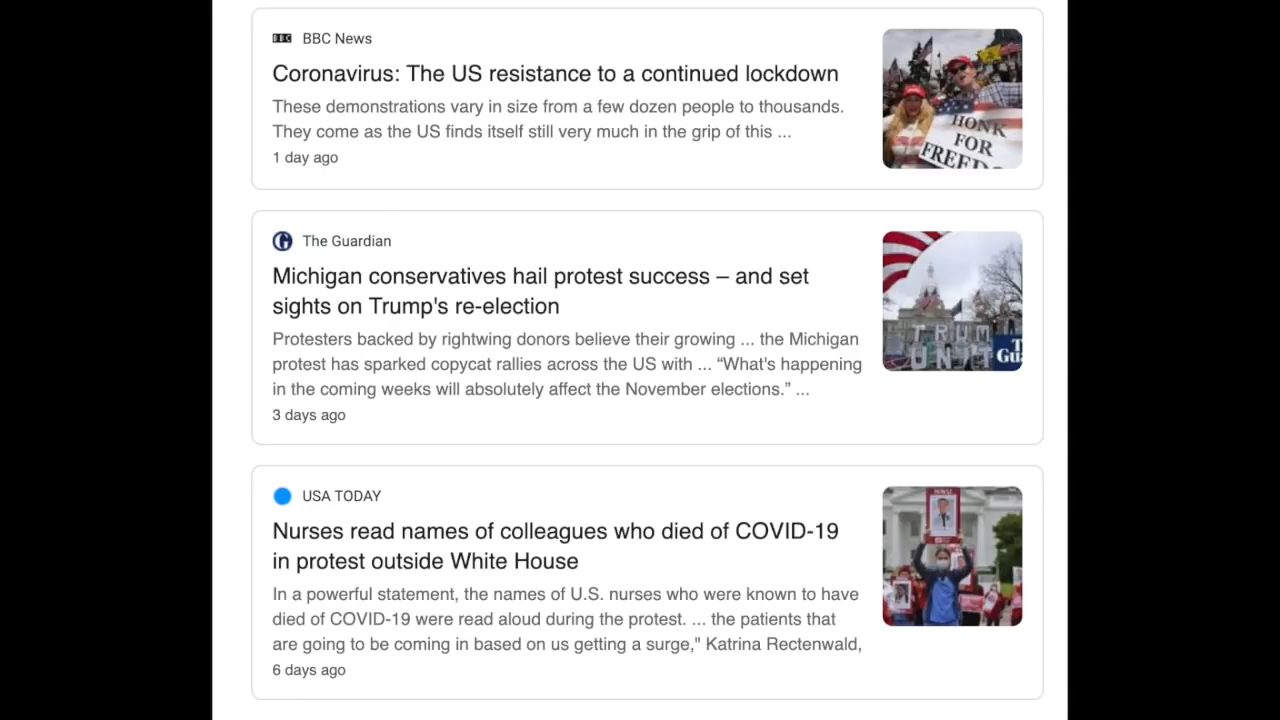 BBC BBC News
Coronavirus: The US resistance to a continued lockdown
These demonstrations vary in size from a few dozen people to thousands.
They come as the US finds itself still very much in the grip of this ...
1 day ago
HONK
FOR
FREEDO
G The Guardian
Michigan conservatives hail protest success – and set
sights on Trump's re-election
Protesters backed by rightwing donors believe their growing ... the Michigan
protest has sparked copycat rallies across the US with ... “What's happening
in the coming weeks will absolutely affect the November elections.” ...
3 days ago
TRUM
UNIT
T
Gu
USA TODAY
Nurses read names of colleagues who died of COVID-19
in protest outside White House
In a powerful statement, the names of U.S. nurses who were known to have
died of COVID-19 were read aloud during the protest. ... the patients that
are going to be coming in based on us getting a surge," Katrina Rectenwald,
6 days ago
NNU